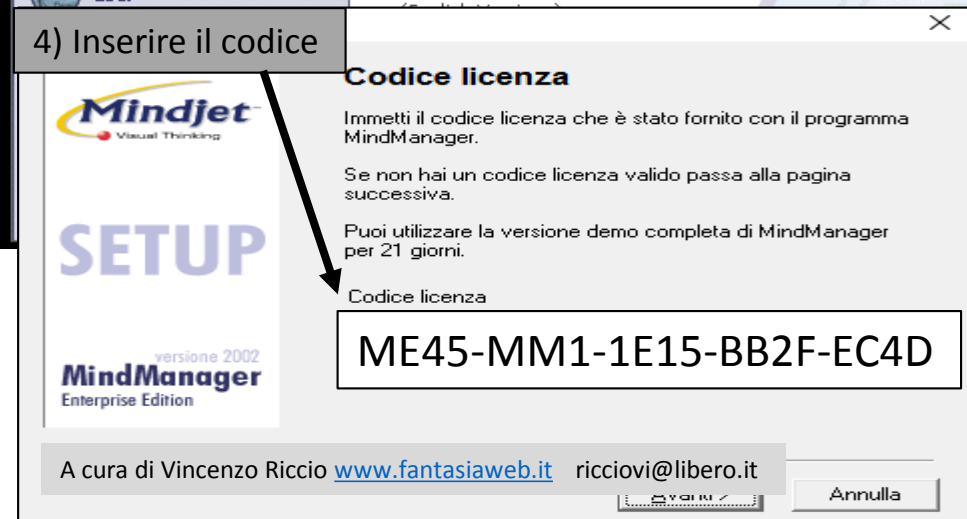 4) Inserire il codice
Codice licenza
Mindjet
Visual Thinking
Immetti il codice licenza che è stato fornito con il programma
MindManager.
Se non hai un codice licenza valido passa alla pagina
successiva.
Puoi utilizzare la versione demo completa di MindManager
per 21 giorni.
SETUP
Codice licenza
ME45-MM1-1E15-BB2F-EC4D
versione 2002
MindManager
Enterprise Edition
A cura di Vincenzo Riccio www.fantasiaweb.it ricciovi@libero.it
Avanti >
Annulla